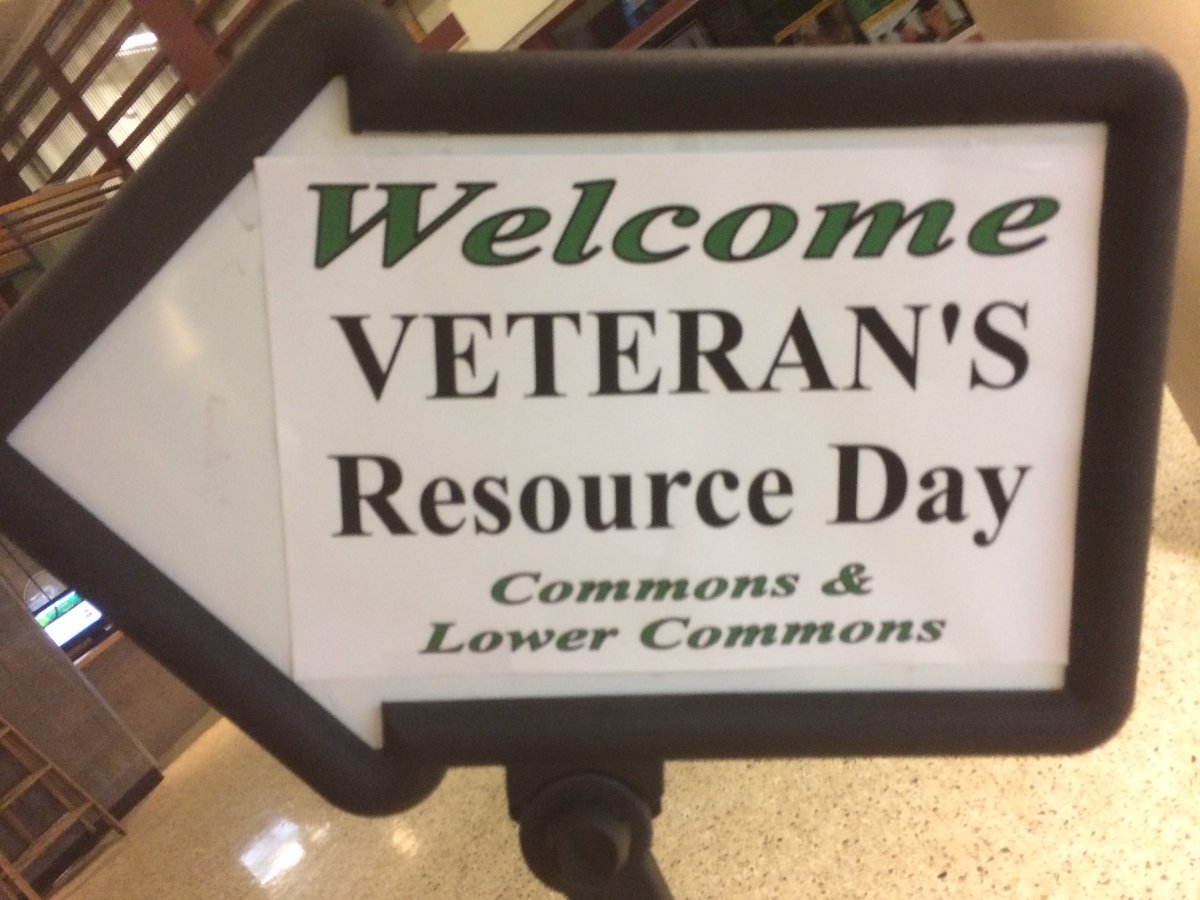 Welcome
VETERAN'S
Resource Day
Commons &
Lower Commons